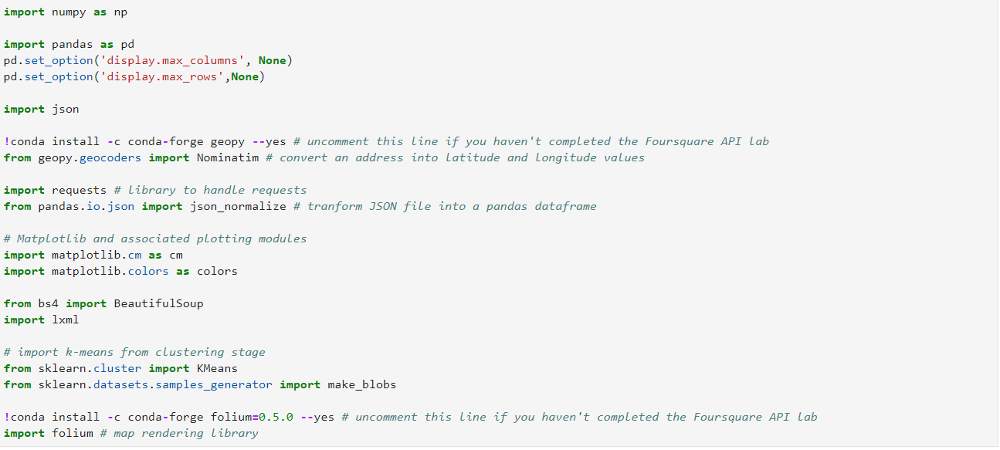 import numpy as np
import pandas as pd
pd.set_option('display.max_columns', None)
pd.set_option('display.max_rows',None)
import json
!conda install -c conda-forge geopy --yes # uncomment this line if you haven't completed the Foursquare API lab
from geopy.geocoders import Nominatim # convert an address into latitude and longitude values
import requests # library to handle requests
from pandas.io.json import json_normalize # tranform JSON file into a pandas dataframe
# Matplotlib and associated plotting modules
import matplotlib.cm as cm
import matplotlib.colors as colors
from bs4 import BeautifulSoup
import lxml
# import k-means from clustering stage
from sklearn.cluster import KMeans
from sklearn.datasets.samples_generator import make_blobs
!conda install -c conda-forge folium=0.5.0 --yes # uncomment this line if you haven't completed the Foursquare API lab
import folium # map rendering library